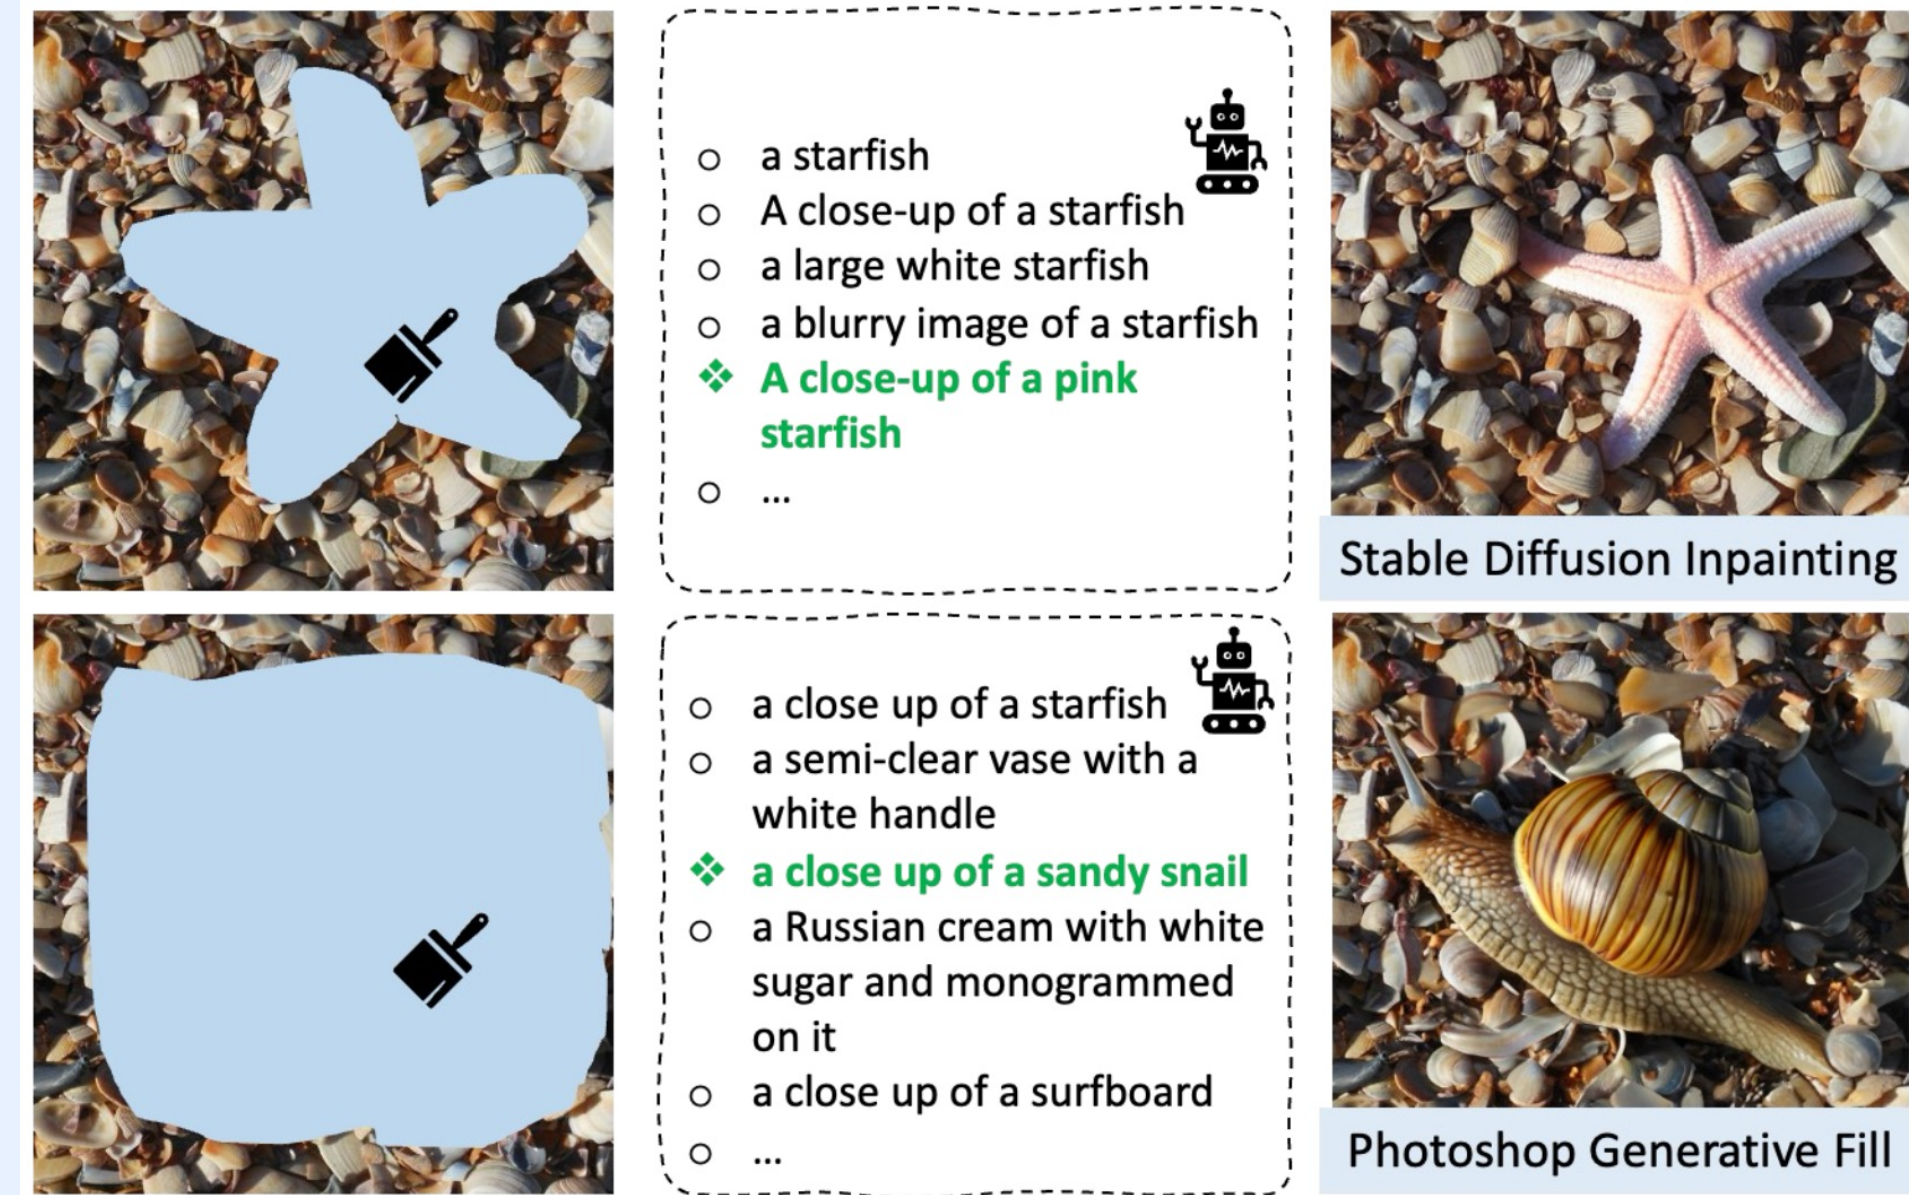 a starfish
A close-up of a starfish
a large white starfish
a blurry image of a starfish
A close-up of a pink
starfish
...
Stable Diffusion Inpainting
a close up of a starfish
a semi-clear vase with a
white handle
a close up of a sandy snail
a Russian cream with white
sugar and monogrammed
on it
a close up of a surfboard
...
Photoshop Generative Fill